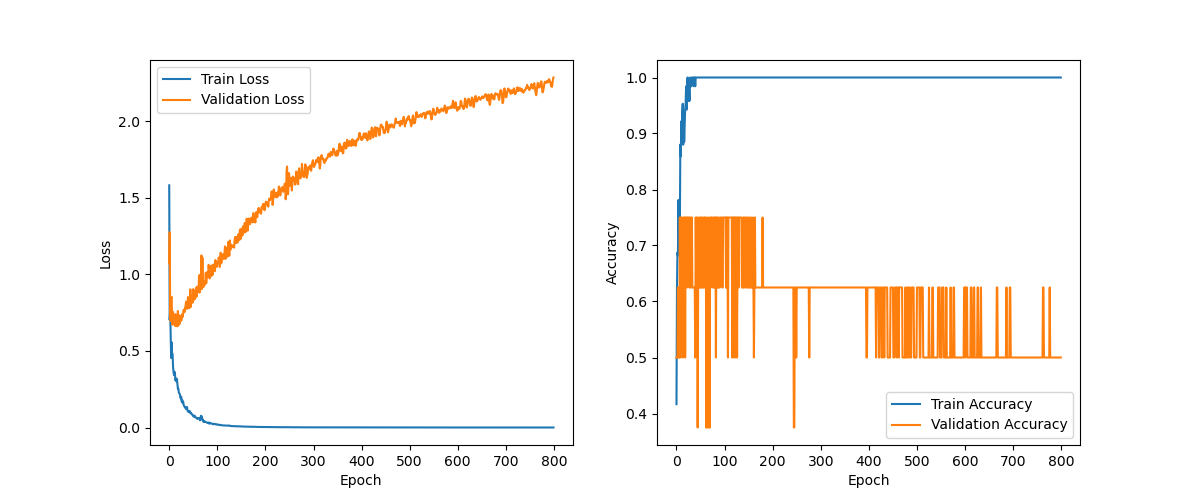 Train Loss
Validation Loss
2.0
1.5
1.0
0.5
0.0
Loss
0 100 200 300 400 500 600 700 800
Epoch
1.0
0.9
0.8
0.7
0.6
0.5
0.4
Accuracy
Train Accuracy
Validation Accuracy
0 100 200 300 400 500 600 700 800
Epoch